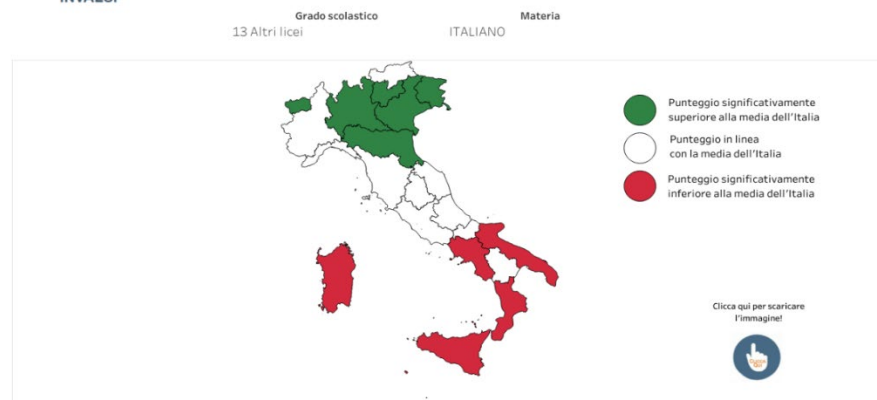 INVALSI
Grado scolastico
Materia
13 Altri licei
ITALIANO
Punteggio significativamente
superiore alla media dell'Italia
Punteggio in linea
con la media dell'Italia
Punteggio significativamente
inferiore alla media dell'Italia
Clicca qui per scaricare
l'immagine!